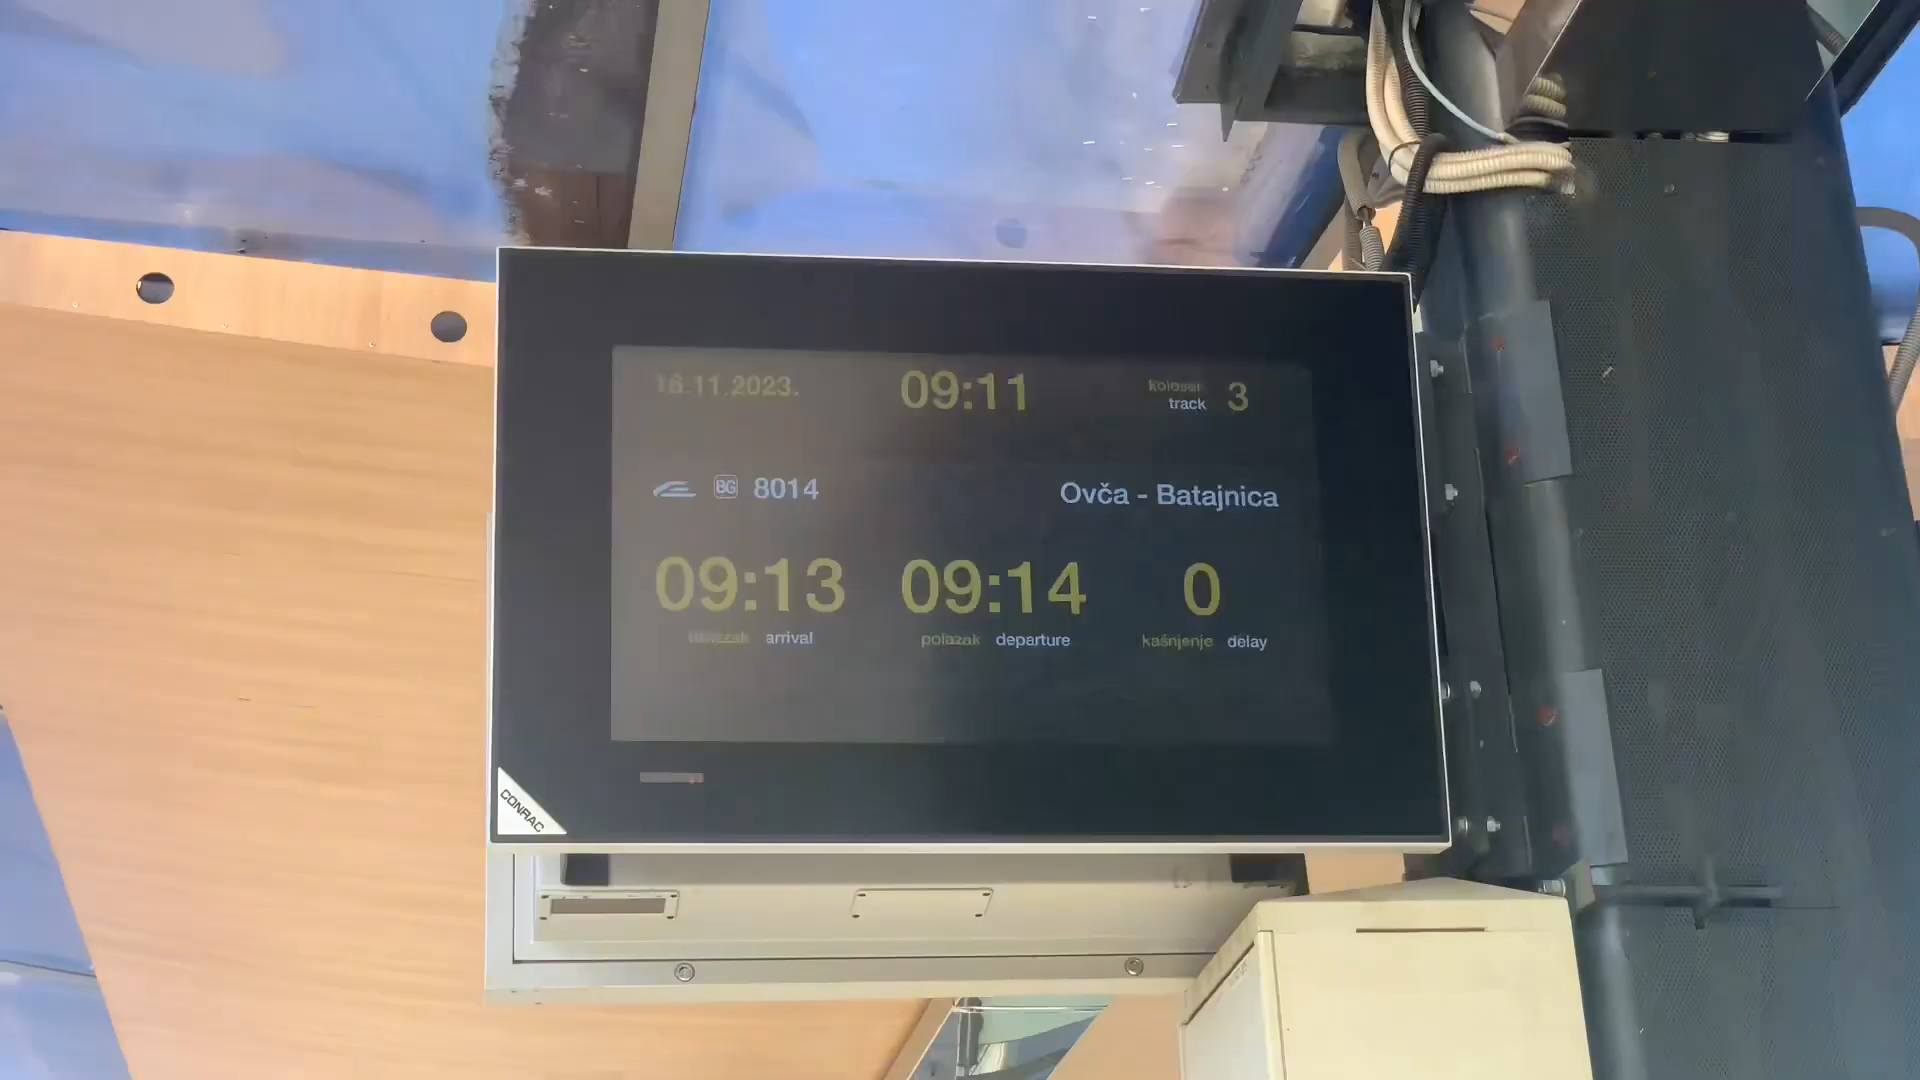 16.11.2023. 09:11 kolosek track 3
BG 8014 Ovča - Batajnica
09:13 09:14 0
dolazak arrival polazak departure kašnjenje delay
CONRAC